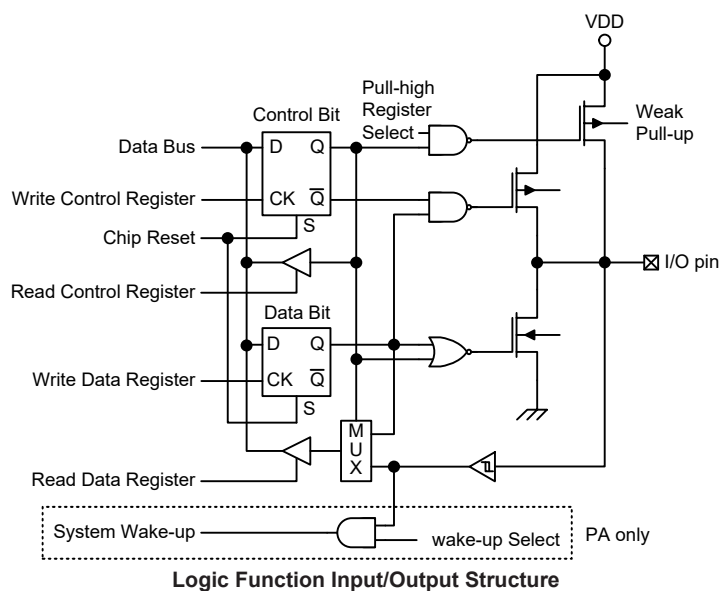 VDD
Pull-high
Register
Select
Control Bit
Weak
Pull-up
Data Bus
D
Q
Write Control Register
CK
Q̅
S
Chip Reset
I/O pin
Read Control Register
Data Bit
D
Q
Write Data Register
CK
Q̅
S
M
U
X
Read Data Register
System Wake-up
wake-up Select
PA only
Logic Function Input/Output Structure